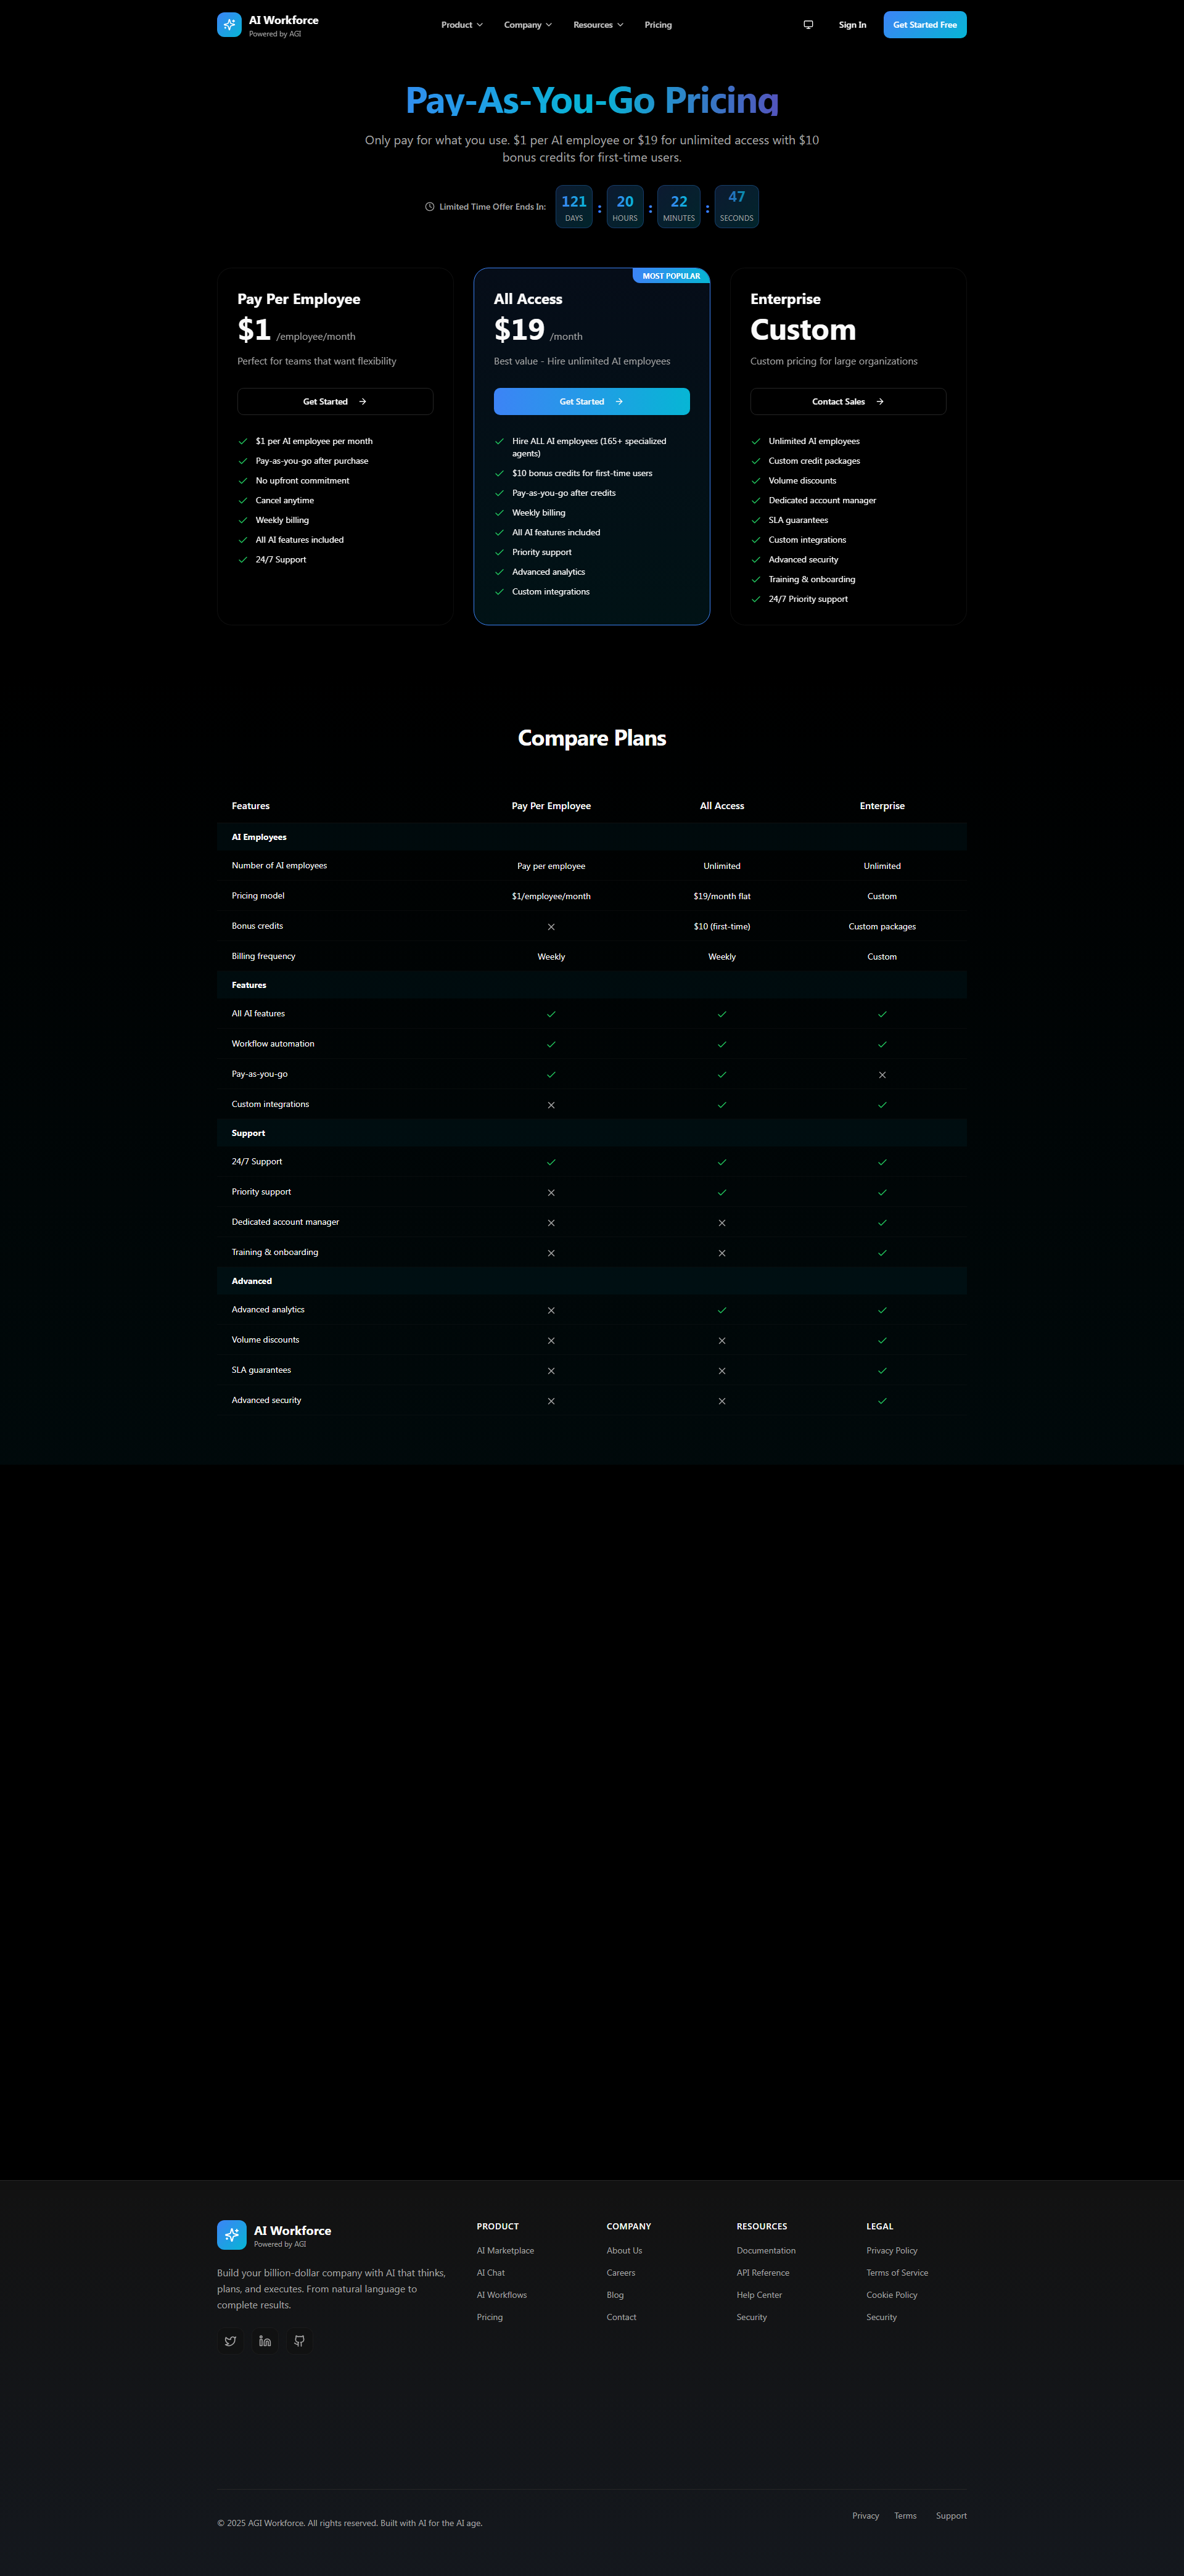 AI Workforce
Powered by AGI
Product
Company
Resources
Pricing
Sign In
Get Started Free
Pay-As-You-Go Pricing
Only pay for what you use. $1 per AI employee or $19 for unlimited access with $10
bonus credits for first-time users.
Limited Time Offer Ends In:
121
DAYS
:
20
HOURS
:
22
MINUTES
:
47
SECONDS
Pay Per Employee
$1 /employee/month
Perfect for teams that want flexibility
Get Started
$1 per AI employee per month
Pay-as-you-go after purchase
No upfront commitment
Cancel anytime
Weekly billing
All AI features included
24/7 Support
MOST POPULAR
All Access
$19 /month
Best value - Hire unlimited AI employees
Get Started
Hire ALL AI employees (165+ specialized
agents)
$10 bonus credits for first-time users
Pay-as-you-go after credits
Weekly billing
All AI features included
Priority support
Advanced analytics
Custom integrations
Enterprise
Custom
Custom pricing for large organizations
Contact Sales
Unlimited AI employees
Custom credit packages
Volume discounts
Dedicated account manager
SLA guarantees
Custom integrations
Advanced security
Training & onboarding
24/7 Priority support
Compare Plans
Features Pay Per Employee All Access Enterprise
AI Employees
Number of AI employees Pay per employee Unlimited Unlimited
Pricing model $1/employee/month $19/month flat Custom
Bonus credits $10 (first-time) Custom packages
Billing frequency Weekly Weekly Custom
Features
All AI features
Workflow automation
Pay-as-you-go
Custom integrations
Support
24/7 Support
Priority support
Dedicated account manager
Training & onboarding
Advanced
Advanced analytics
Volume discounts
SLA guarantees
Advanced security
AI Workforce
Powered by AGI
Build your billion-dollar company with AI that thinks,
plans, and executes. From natural language to
complete results.
PRODUCT
AI Marketplace
AI Chat
AI Workflows
Pricing
COMPANY
About Us
Careers
Blog
Contact
RESOURCES
Documentation
API Reference
Help Center
Security
LEGAL
Privacy Policy
Terms of Service
Cookie Policy
Security
© 2025 AGI Workforce. All rights reserved. Built with AI for the AI age.
Privacy
Terms
Support